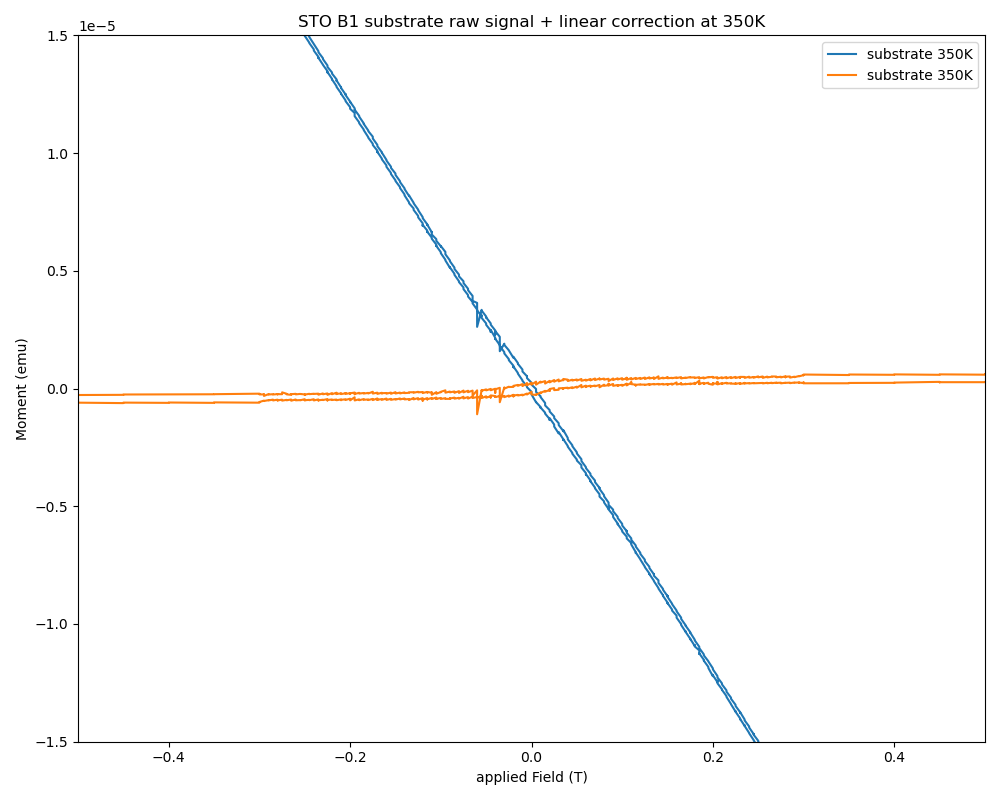 STO B1 substrate raw signal + linear correction at 350K
1e−5
substrate 350K
substrate 350K
1.5
1.0
0.5
0.0
−0.5
−1.0
−1.5
Moment (emu)
−0.4
−0.2
0.0
0.2
0.4
applied Field (T)